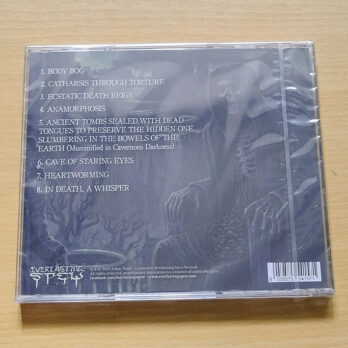 1. BODY BOG
2. CATHARSIS THROUGH TORTURE
3. ECSTATIC DEATH REIGN
4. ANAMORPHOSIS
5. ANCIENT TOMBS SEALED WITH DEAD
TONGUES TO PRESERVE THE HIDDEN ONE
SLUMBERING IN THE BOWELS OF THE
EARTH (Mummified in Cavernous Darkness)
6. CAVE OF STARING EYES
7. HEARTWORMING
8. IN DEATH, A WHISPER
EVERLASTING
SPEW